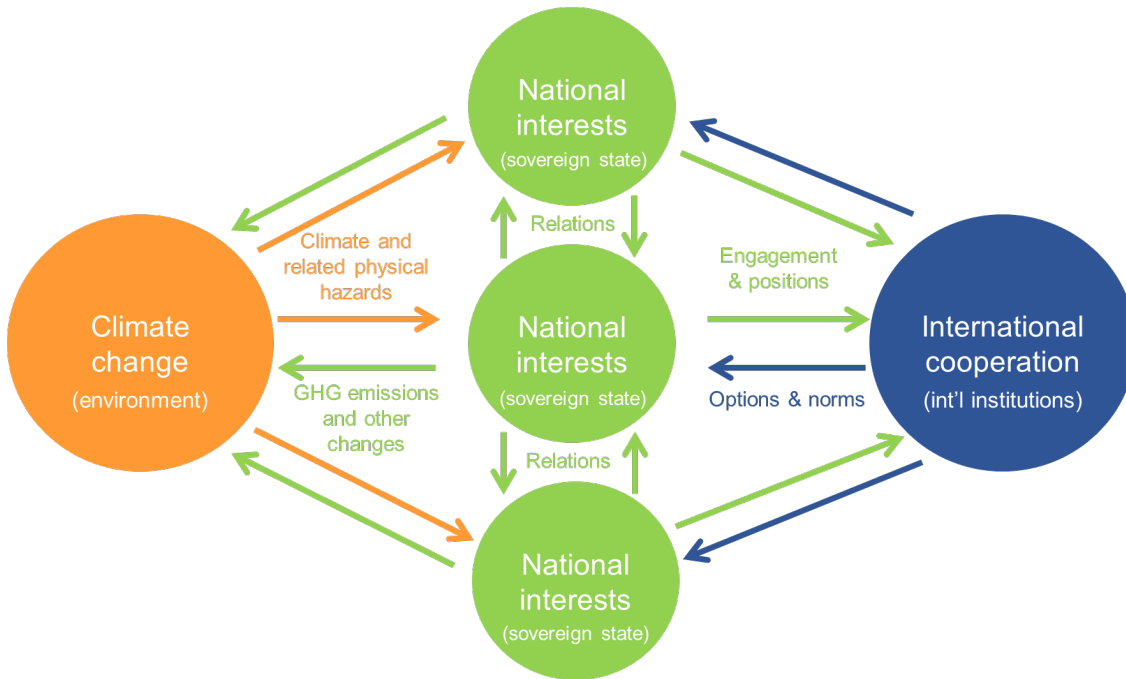 National
interests
(sovereign state)
Relations
Climate and
related physical
hazards
Engagement
& positions
Climate
change
(environment)
National
interests
(sovereign state)
International
cooperation
(int'l institutions)
GHG emissions
and other
changes
Options & norms
Relations
National
interests
(sovereign state)